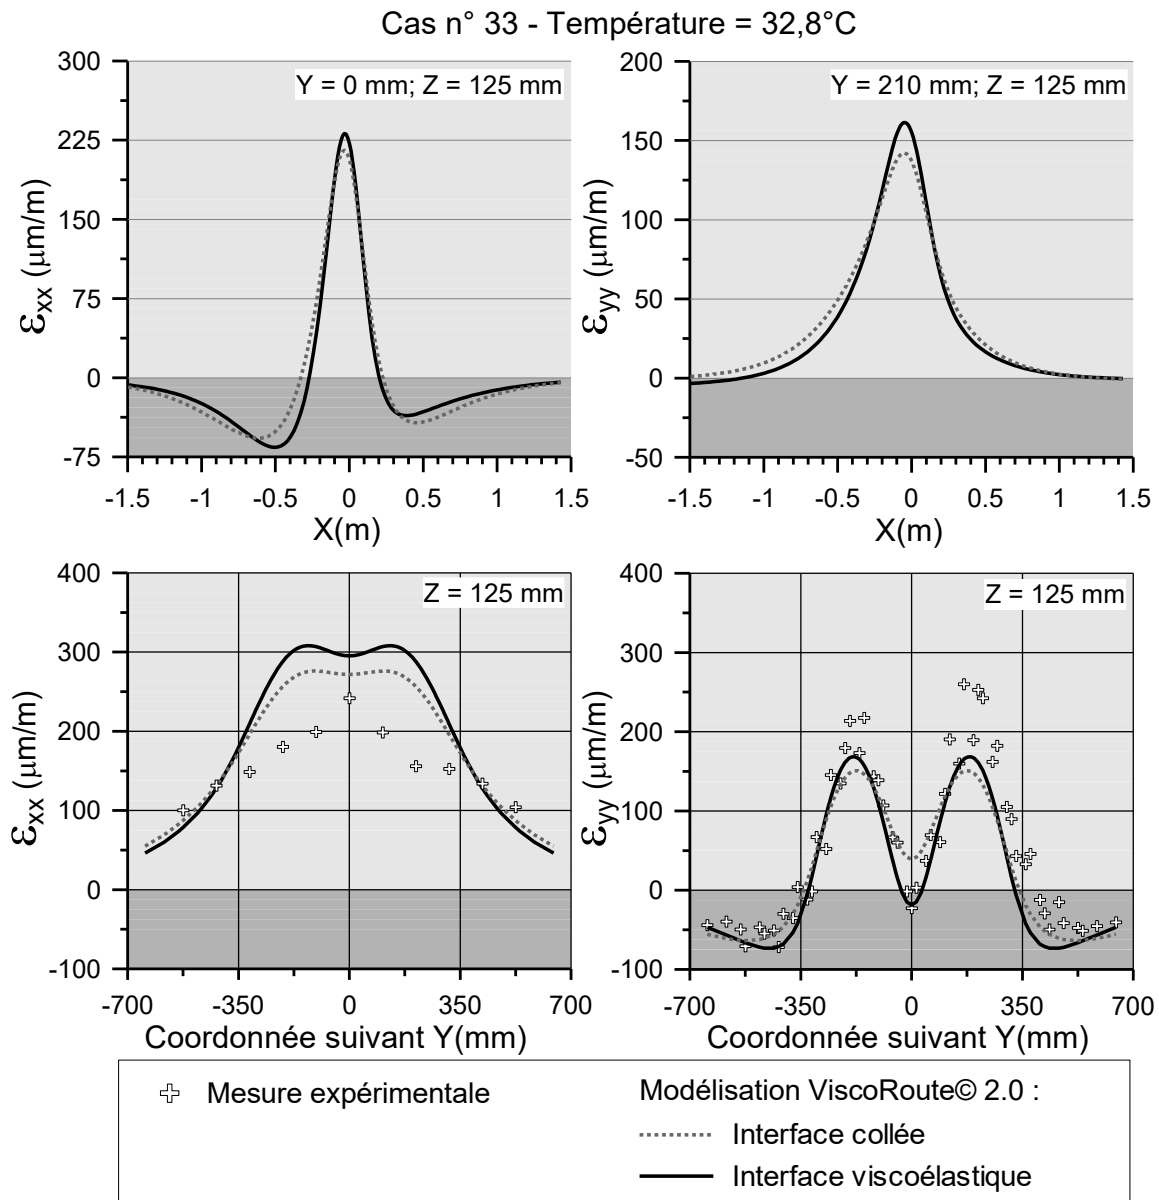 Cas n° 33 - Température = 32,8°C
Y = 0 mm; Z = 125 mm
300
225
150
75
0
-75
εxx (μm/m)
-1.5 -1 -0.5 0 0.5 1 1.5
X(m)
Y = 210 mm; Z = 125 mm
200
150
100
50
0
-50
εyy (μm/m)
-1.5 -1 -0.5 0 0.5 1 1.5
X(m)
Z = 125 mm
400
300
200
100
0
-100
εxx (μm/m)
-700 -350 0 350 700
Coordonnée suivant Y(mm)
Z = 125 mm
400
300
200
100
0
-100
εyy (μm/m)
-700 -350 0 350 700
Coordonnée suivant Y(mm)
Mesure expérimentale
Modélisation ViscoRoute© 2.0 :
Interface collée
Interface viscoélastique